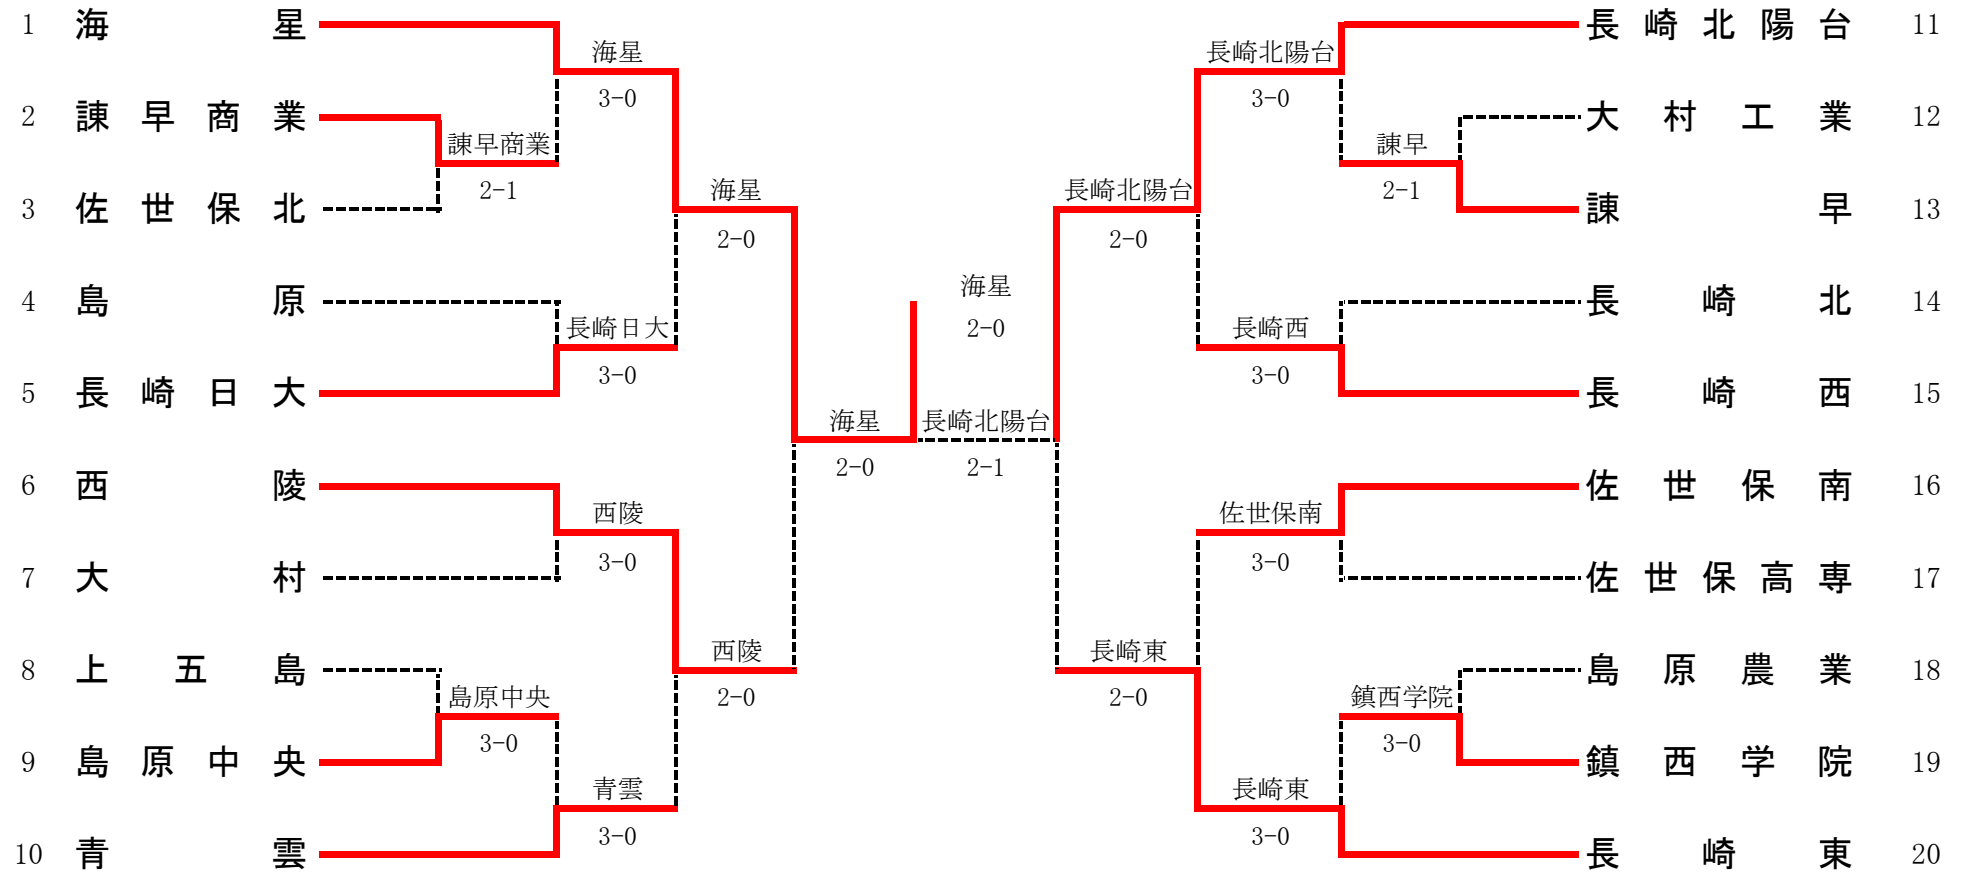 1 海星
海星
3-0
2 諫早商業
諫早商業
2-1
3 佐世保北
海星
2-0
4 島原
長崎日大
3-0
5 長崎日大
海星
2-0
6 西陵
西陵
3-0
7 大村
西陵
2-0
8 上五島
島原中央
3-0
9 島原中央
青雲
3-0
10 青雲
海星
2-0
長崎北陽台
2-1
長崎北陽台 11
長崎北陽台
3-0
大村工業 12
諫早
2-1
諫早 13
長崎北陽台
2-0
長崎北 14
長崎西
3-0
長崎西 15
佐世保南 16
佐世保南
3-0
佐世保高専 17
長崎東
2-0
島原農業 18
鎮西学院
3-0
鎮西学院 19
長崎東
3-0
長崎東 20